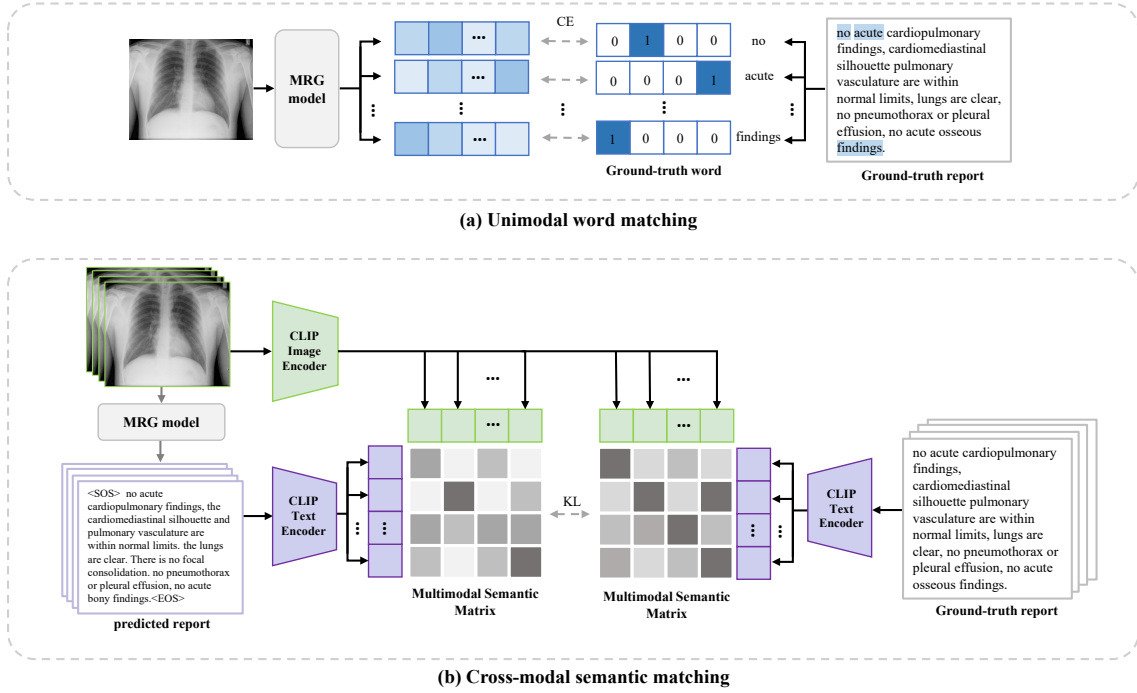 CE
MRG
model
...
0 1 0 0
no
0 0 0 1
acute
...
1 0 0 0
findings
Ground-truth word
no acute cardiopulmonary
findings, cardiomediastinal
silhouette pulmonary
vasculature are within
normal limits, lungs are clear,
no pneumothorax or pleural
effusion, no acute osseous
findings.
Ground-truth report
(a) Unimodal word matching
CLIP
Image
Encoder
...
...
MRG model
...
...
<SOS> no acute
cardiopulmonary findings, the
cardiomediastinal silhouette and
pulmonary vasculature are
within normal limits. the lungs
are clear. There is no focal
consolidation. no pneumothorax
or pleural effusion, no acute
bony findings.<EOS>
predicted report
CLIP
Text
Encoder
Multimodal Semantic
Matrix
KL
Multimodal Semantic
Matrix
CLIP
Text
Encoder
no acute cardiopulmonary
findings,
cardiomediastinal
silhouette pulmonary
vasculature are within
normal limits, lungs are
clear, no pneumothorax or
pleural effusion, no acute
osseous findings.
Ground-truth report
(b) Cross-modal semantic matching